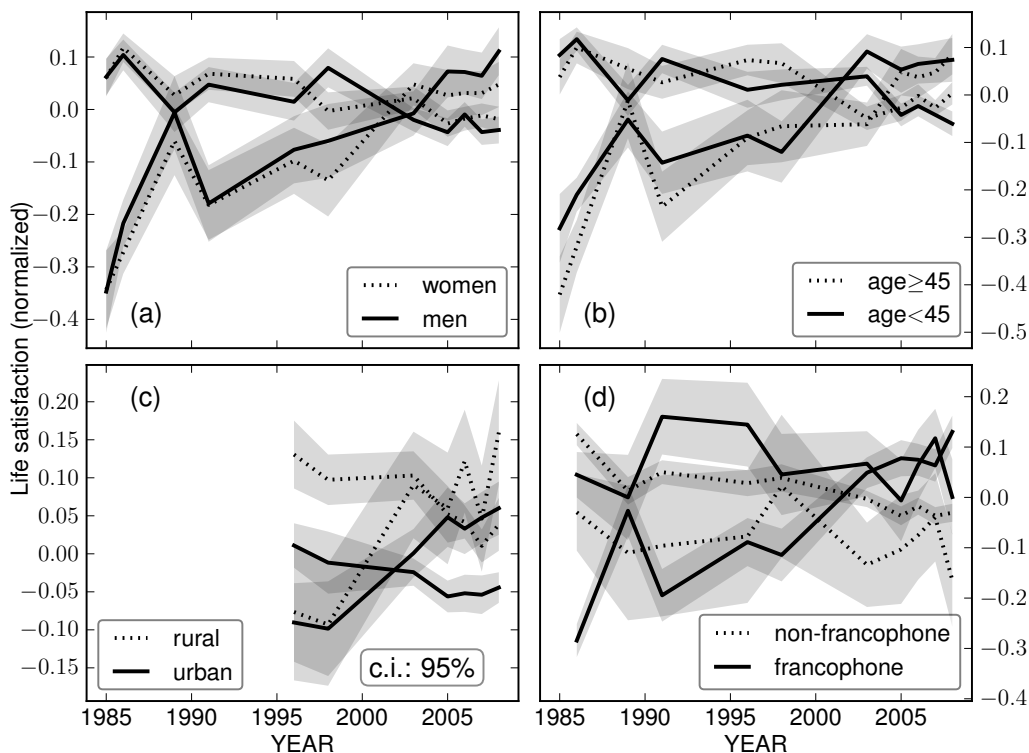 0.1
0.0
−0.1
−0.2
−0.3
−0.4
(a)
women
men
0.1
0.0
−0.1
−0.2
−0.3
−0.4
−0.5
(b)
age≥45
age<45
Life satisfaction (normalized)
0.20
0.15
0.10
0.05
0.00
−0.05
−0.10
−0.15
(c)
rural
urban
c.i.: 95%
1985 1990 1995 2000 2005
YEAR
0.2
0.1
0.0
−0.1
−0.2
−0.3
−0.4
(d)
non-francophone
francophone
1985 1990 1995 2000 2005
YEAR